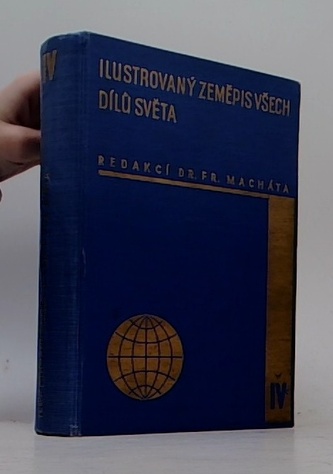 IV
ILUSTROVANÝ ZEMĚPIS VŠECH
DÍLŮ SVĚTA
REDAKCÍ DR. FR. MACHÁTA
IV